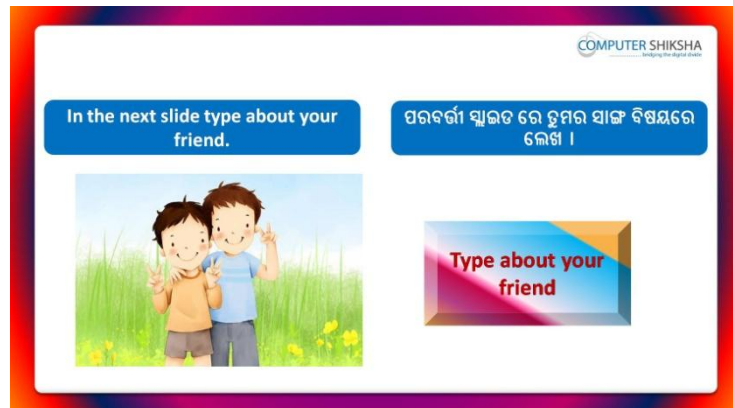 COMPUTER SHIKSHA
bridging the digital divide
In the next slide type about your
friend.
ପରବର୍ତ୍ତୀ ସ୍ଲାଇଡ ରେ ତୁମର ସାଙ୍ଗ ବିଷୟରେ
ଲେଖ ।
Type about your
friend